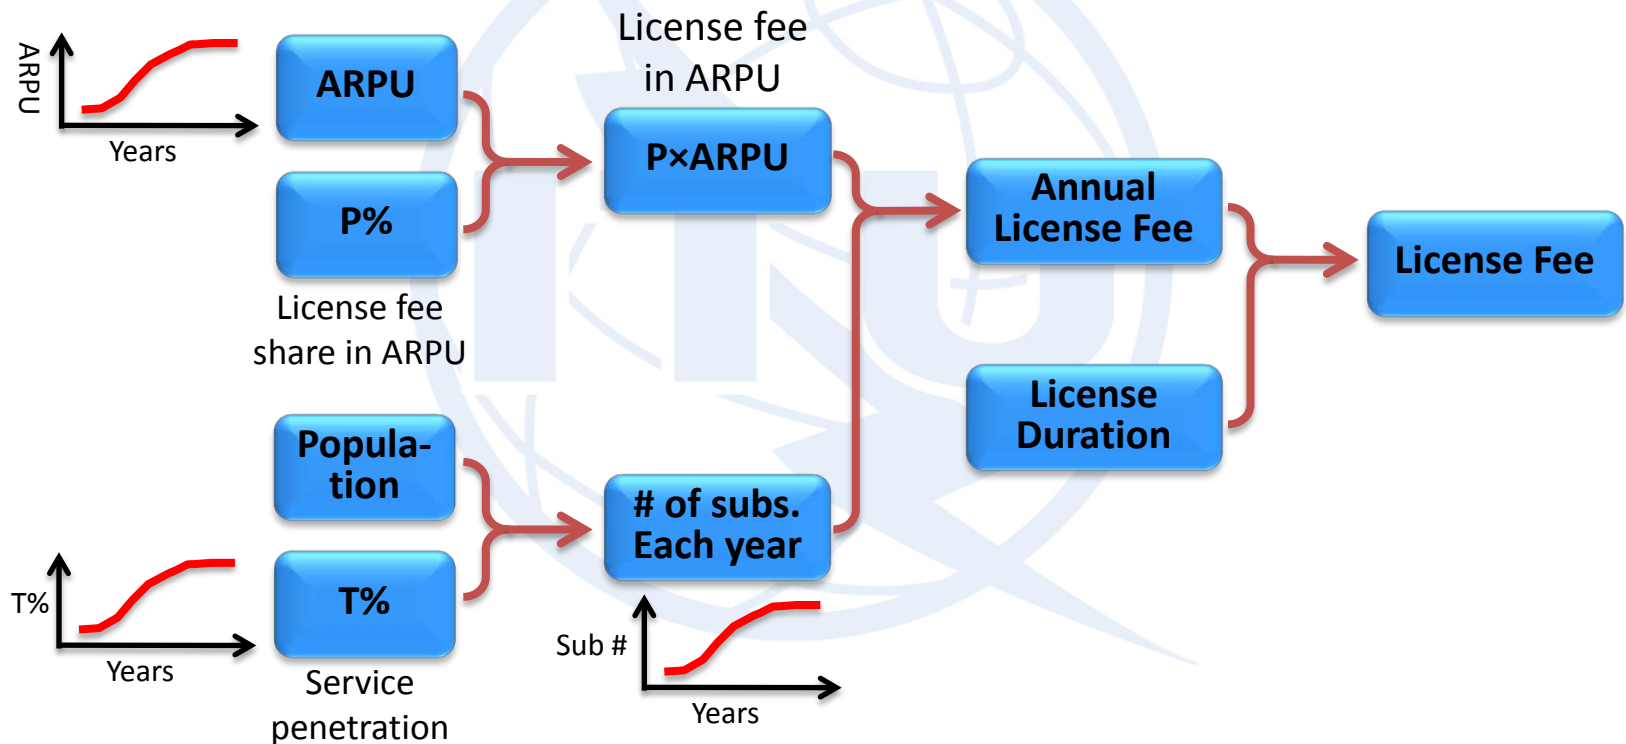 ARPU
Years
ARPU
P%
License fee
share in ARPU
License fee
in ARPU
P×ARPU
Popula-
tion
T%
Years
T%
Service
penetration
# of subs.
Each year
Sub #
Years
Annual
License Fee
License
Duration
License Fee
ITU